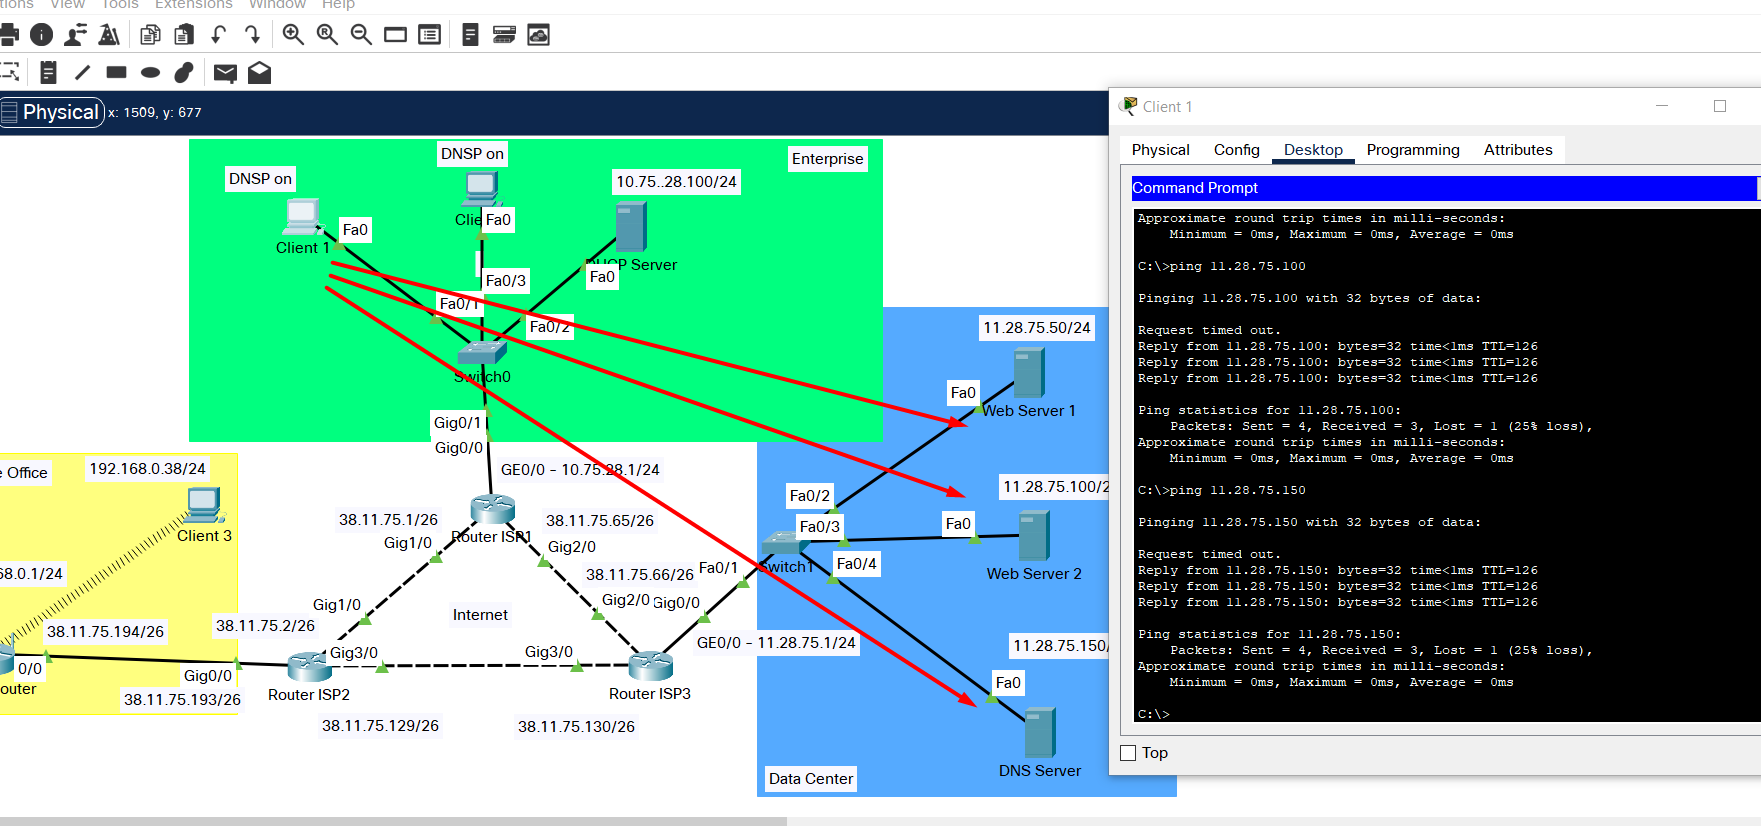 View Tools Extensions Window Help
Physical x: 1509, y: 677
DNSP on
DNSP on
Enterprise
10.75..28.100/24
Fa0
Fa0
Client 1
Server
Fa0
Fa0/3
Fa0/1
Fa0/2
Switch0
Gig0/1
Gig0/0
GE0/0 - 10.75.28.1/24
Office
192.168.0.38/24
Client 3
.0.1/24
38.11.75.1/26
38.11.75.65/26
Router ISP1
Gig1/0
Gig2/0
38.11.75.66/26
Fa0/1
Gig2/0
Gig0/0
Internet
Gig1/0
38.11.75.2/26
38.11.75.194/26
GE0/0 - 11.28.75.1/24
Gig3/0
Gig3/0
0/0
Gig0/0
38.11.75.193/26
Router ISP2
Router ISP3
38.11.75.129/26
38.11.75.130/26
11.28.75.50/24
Fa0
Web Server 1
11.28.75.100/2
Fa0/2
Fa0/3
Fa0
Switch1
Fa0/4
Web Server 2
11.28.75.150/
Fa0
DNS Server
Data Center
Client 1
Physical Config Desktop Programming Attributes
Command Prompt
Approximate round trip times in milli-seconds:
Minimum = 0ms, Maximum = 0ms, Average = 0ms
C:\>ping 11.28.75.100
Pinging 11.28.75.100 with 32 bytes of data:
Request timed out.
Reply from 11.28.75.100: bytes=32 time<1ms TTL=126
Reply from 11.28.75.100: bytes=32 time<1ms TTL=126
Reply from 11.28.75.100: bytes=32 time<1ms TTL=126
Ping statistics for 11.28.75.100:
Packets: Sent = 4, Received = 3, Lost = 1 (25% loss),
Approximate round trip times in milli-seconds:
Minimum = 0ms, Maximum = 0ms, Average = 0ms
C:\>ping 11.28.75.150
Pinging 11.28.75.150 with 32 bytes of data:
Request timed out.
Reply from 11.28.75.150: bytes=32 time<1ms TTL=126
Reply from 11.28.75.150: bytes=32 time<1ms TTL=126
Reply from 11.28.75.150: bytes=32 time<1ms TTL=126
Ping statistics for 11.28.75.150:
Packets: Sent = 4, Received = 3, Lost = 1 (25% loss),
Approximate round trip times in milli-seconds:
Minimum = 0ms, Maximum = 0ms, Average = 0ms
C:\>
Top